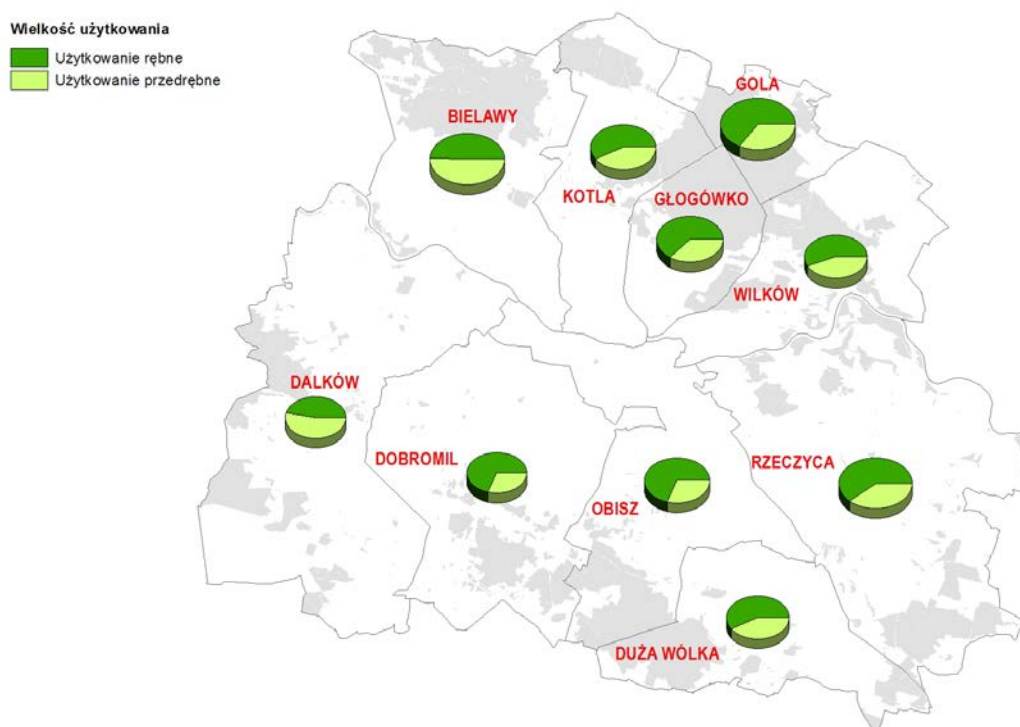 Wielkość użytkowania
Użytkowanie rębne
Użytkowanie przedrębne
GOLA
BIELAWY
KOTLA
GŁOGÓWKO
WILKÓW
DALKÓW
DOBROMIL
RZECZYCA
OBISZ
DUŻA WÓLKA